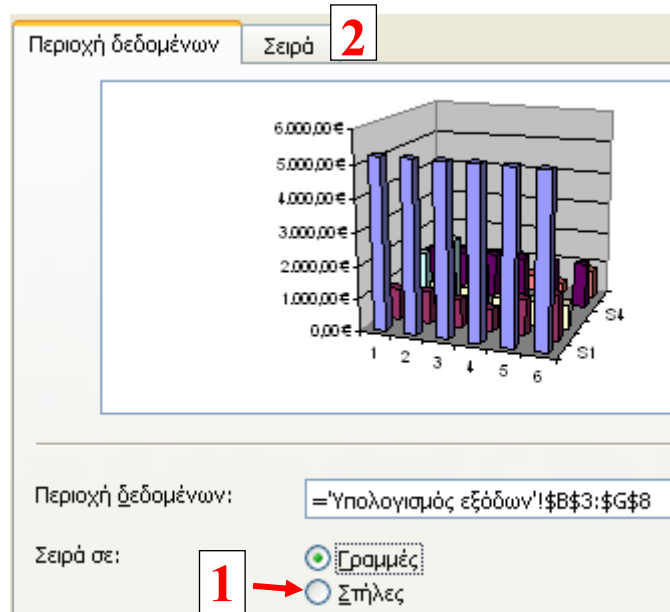 Περιοχή δεδομένων Σειρά 2
6.000,00 €
5.000,00 €
4.000,00 €
3.000,00 €
2.000,00 €
1.000,00 €
0,00 €
1 2 3 4 5 6
S1
S4
Περιοχή δεδομένων: ='Υπολογισμός εξόδων'!$B$3:$G$8
Σειρά σε: Γραμμές
1 Στήλες